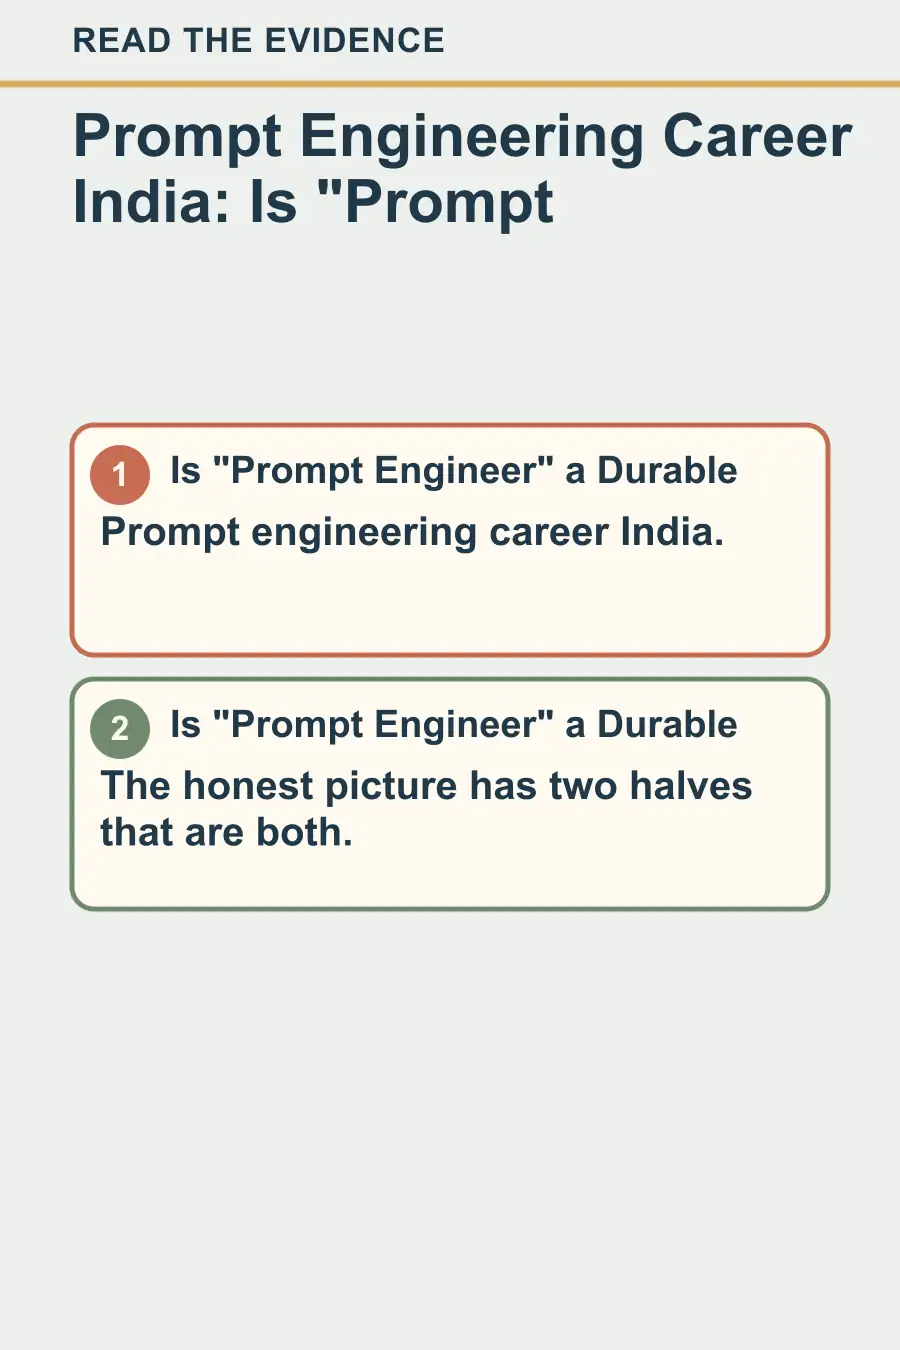 READ THE EVIDENCE
Prompt Engineering Career
India: Is "Prompt
1
Is "Prompt Engineer" a Durable
Prompt engineering career India.
2
Is "Prompt Engineer" a Durable
The honest picture has two halves
that are both.